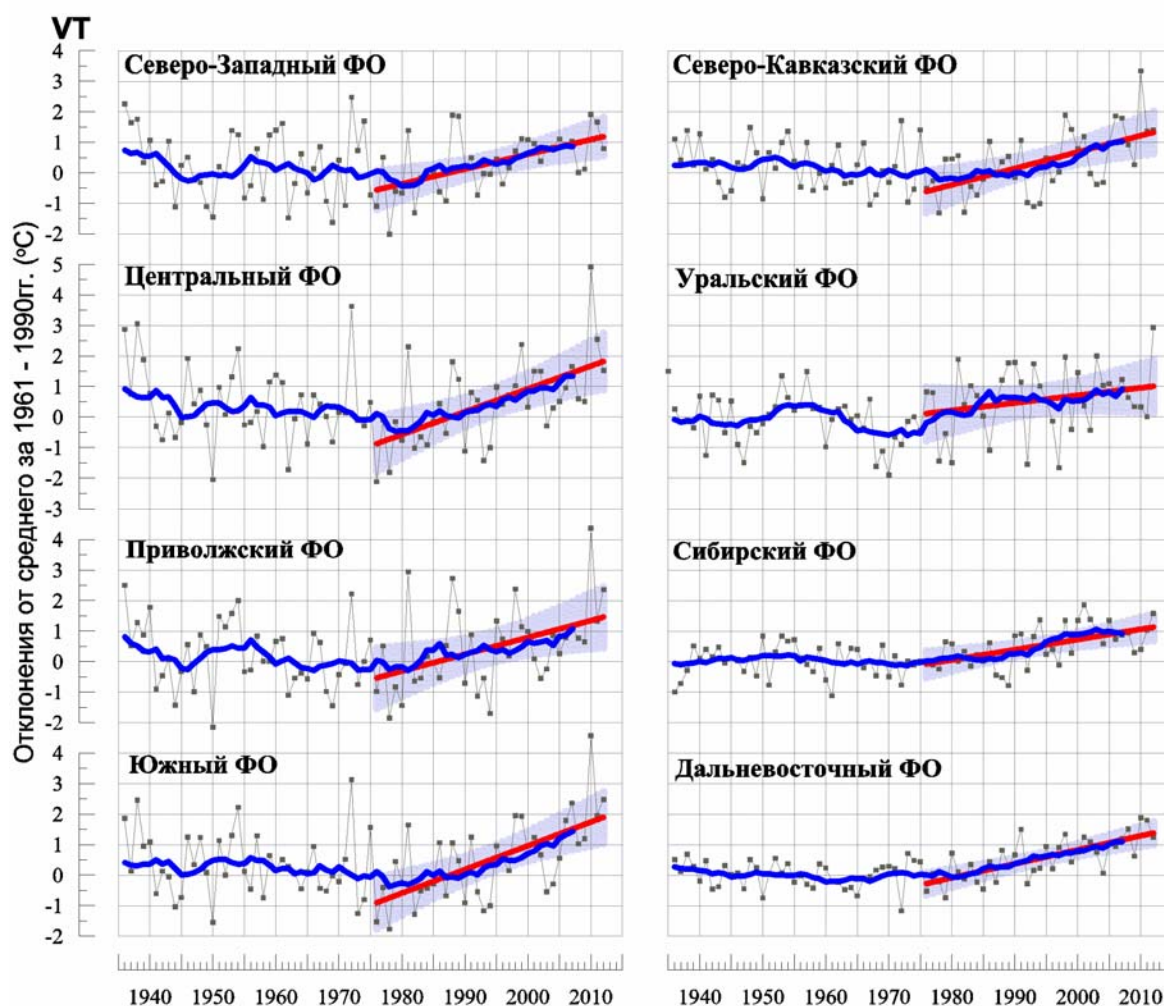 VT
Отклонения от среднего за 1961 - 1990гг. (ºC)
Северо-Западный ФО
4
3
2
1
0
-1
-2
Северо-Кавказский ФО
Центральный ФО
5
4
3
2
1
0
-1
-2
-3
Уральский ФО
Приволжский ФО
4
3
2
1
0
-1
-2
Сибирский ФО
Южный ФО
4
3
2
1
0
-1
-2
Дальневосточный ФО
1940 1950 1960 1970 1980 1990 2000 2010
1940 1950 1960 1970 1980 1990 2000 2010